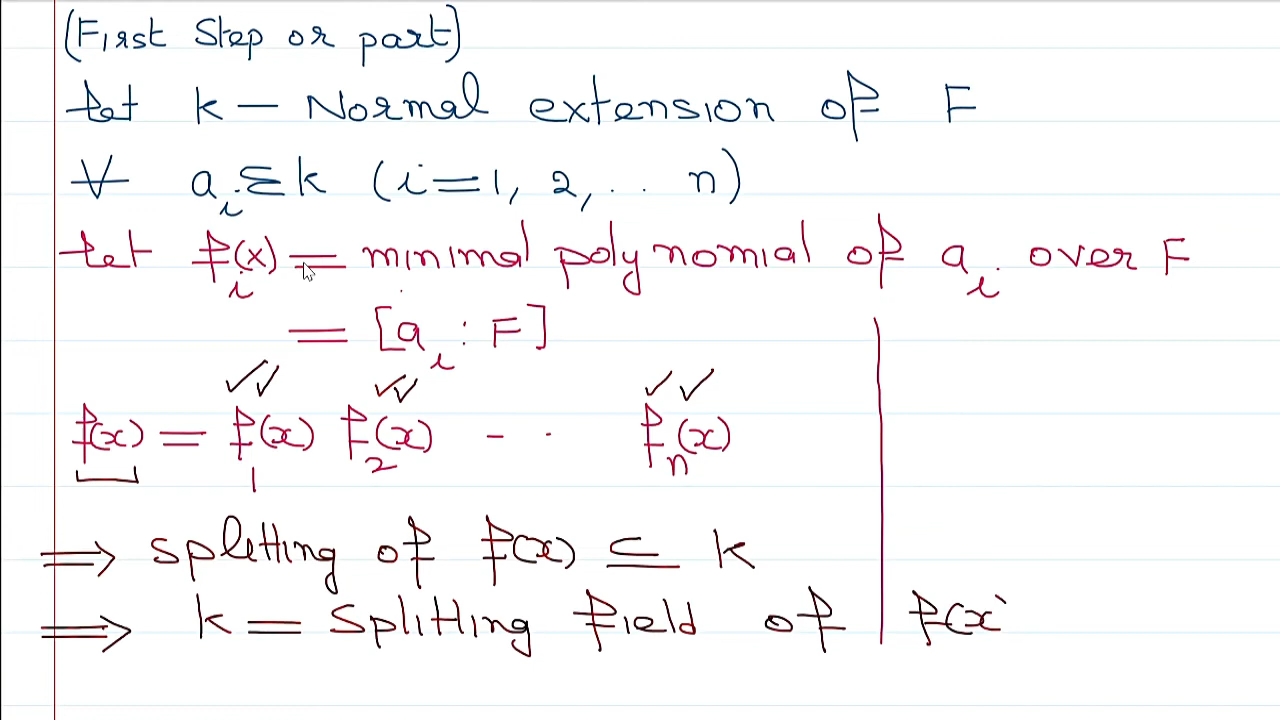 (First Step or part)
Let k – Normal extension of F
∀ aᵢ ∈ k (i = 1, 2, .. n)
Let fᵢ(x) = minimal polynomial of aᵢ over F
= [aᵢ : F]
f(x) = f₁(x) f₂(x) - . fₙ(x)
⟹ splitting of f(x) ⊆ k
⟹ k = Splitting field of f(x)